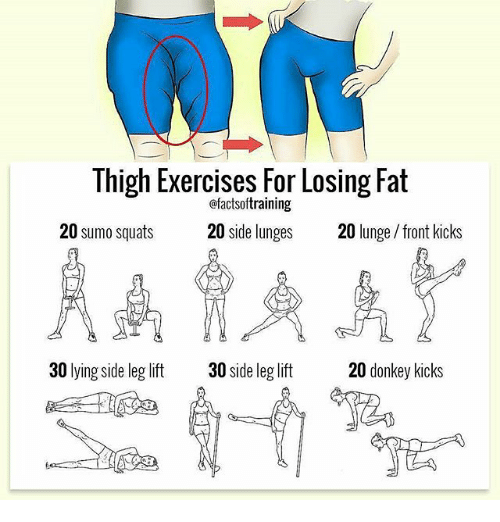 Thigh Exercises For Losing Fat
@factsoftraining
20 sumo squats
20 side lunges
20 lunge / front kicks
30 lying side leg lift
30 side leg lift
20 donkey kicks